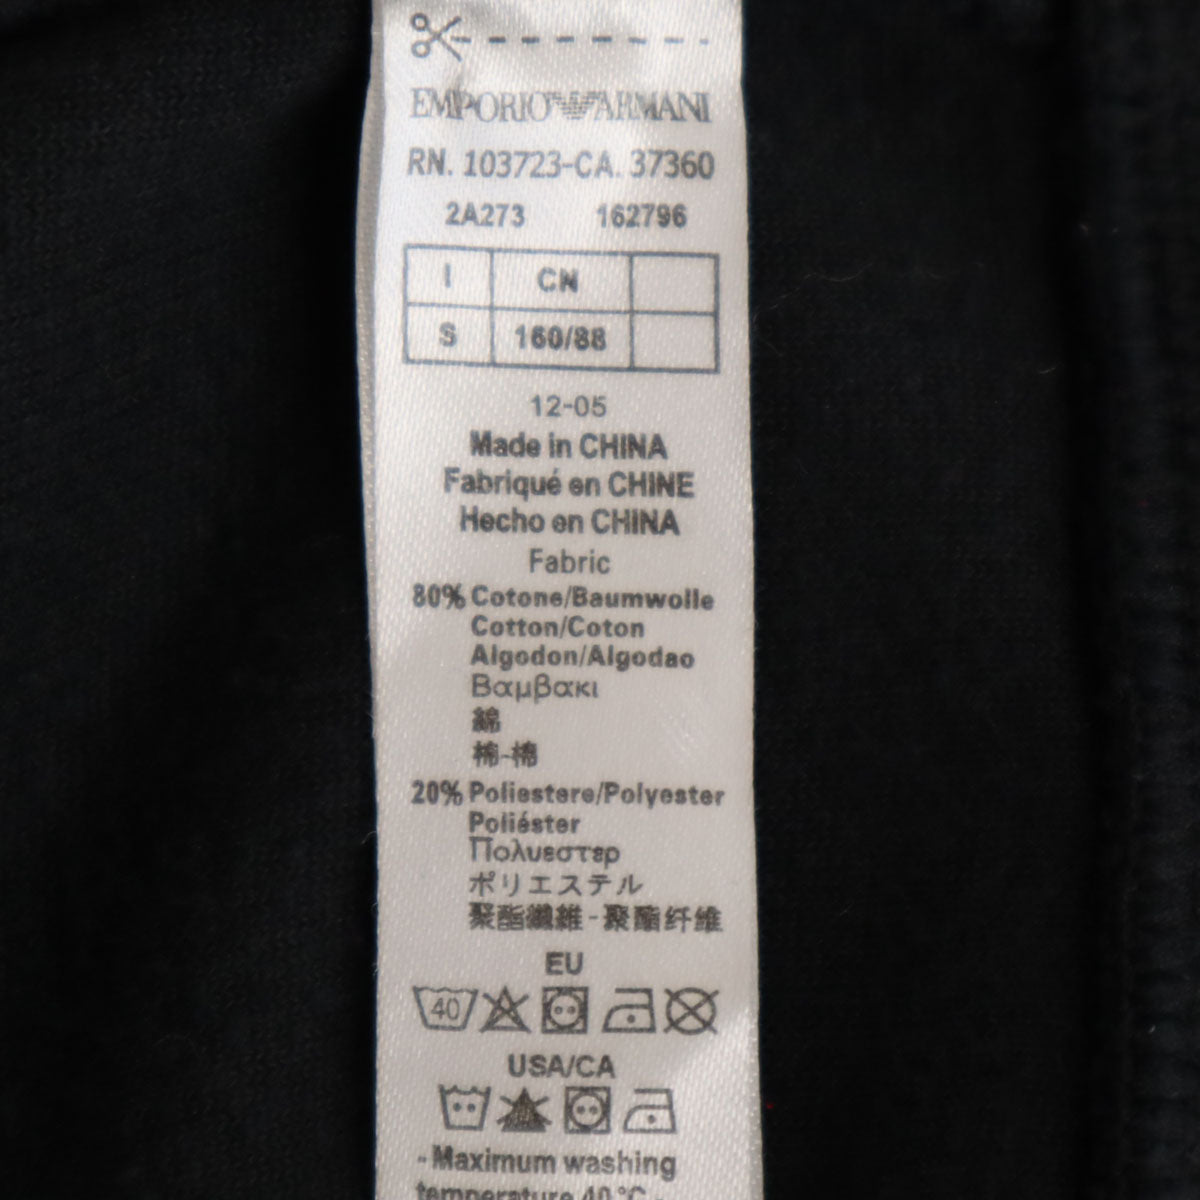 EMPORIO ARMANI
RN. 103723-CA. 37360
2A273 162796
I CN
S 160/88
12-05
Made in CHINA
Fabriqué en CHINE
Hecho en CHINA
Fabric
80% Cotone/Baumwolle
Cotton/Coton
Algodon/Algodao
Βαμβακι
綿
棉-棉
20% Poliestere/Polyester
Poliéster
Πολυεστερ
ポリエステル
聚酯纖維-聚酯纤维
EU
40
USA/CA
- Maximum washing
temperature 40 °C -